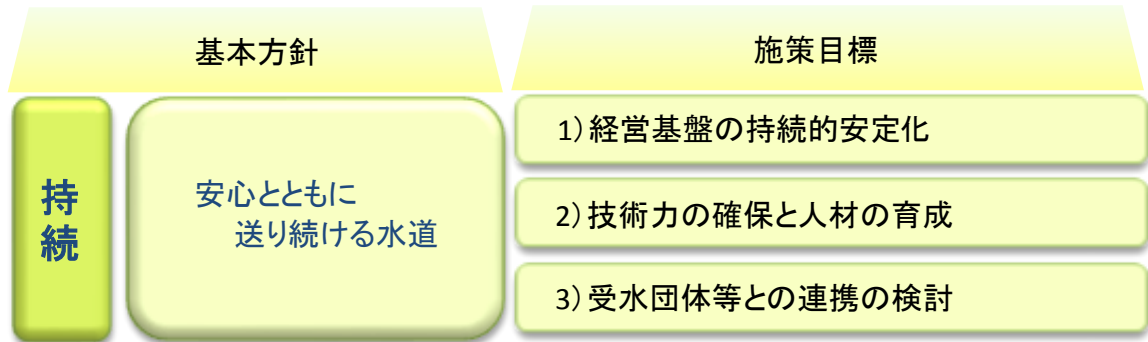 基本方針
施策目標
持続
安心とともに
送り続ける水道
1）経営基盤の持続的安定化
2）技術力の確保と人材の育成
3）受水団体等との連携の検討